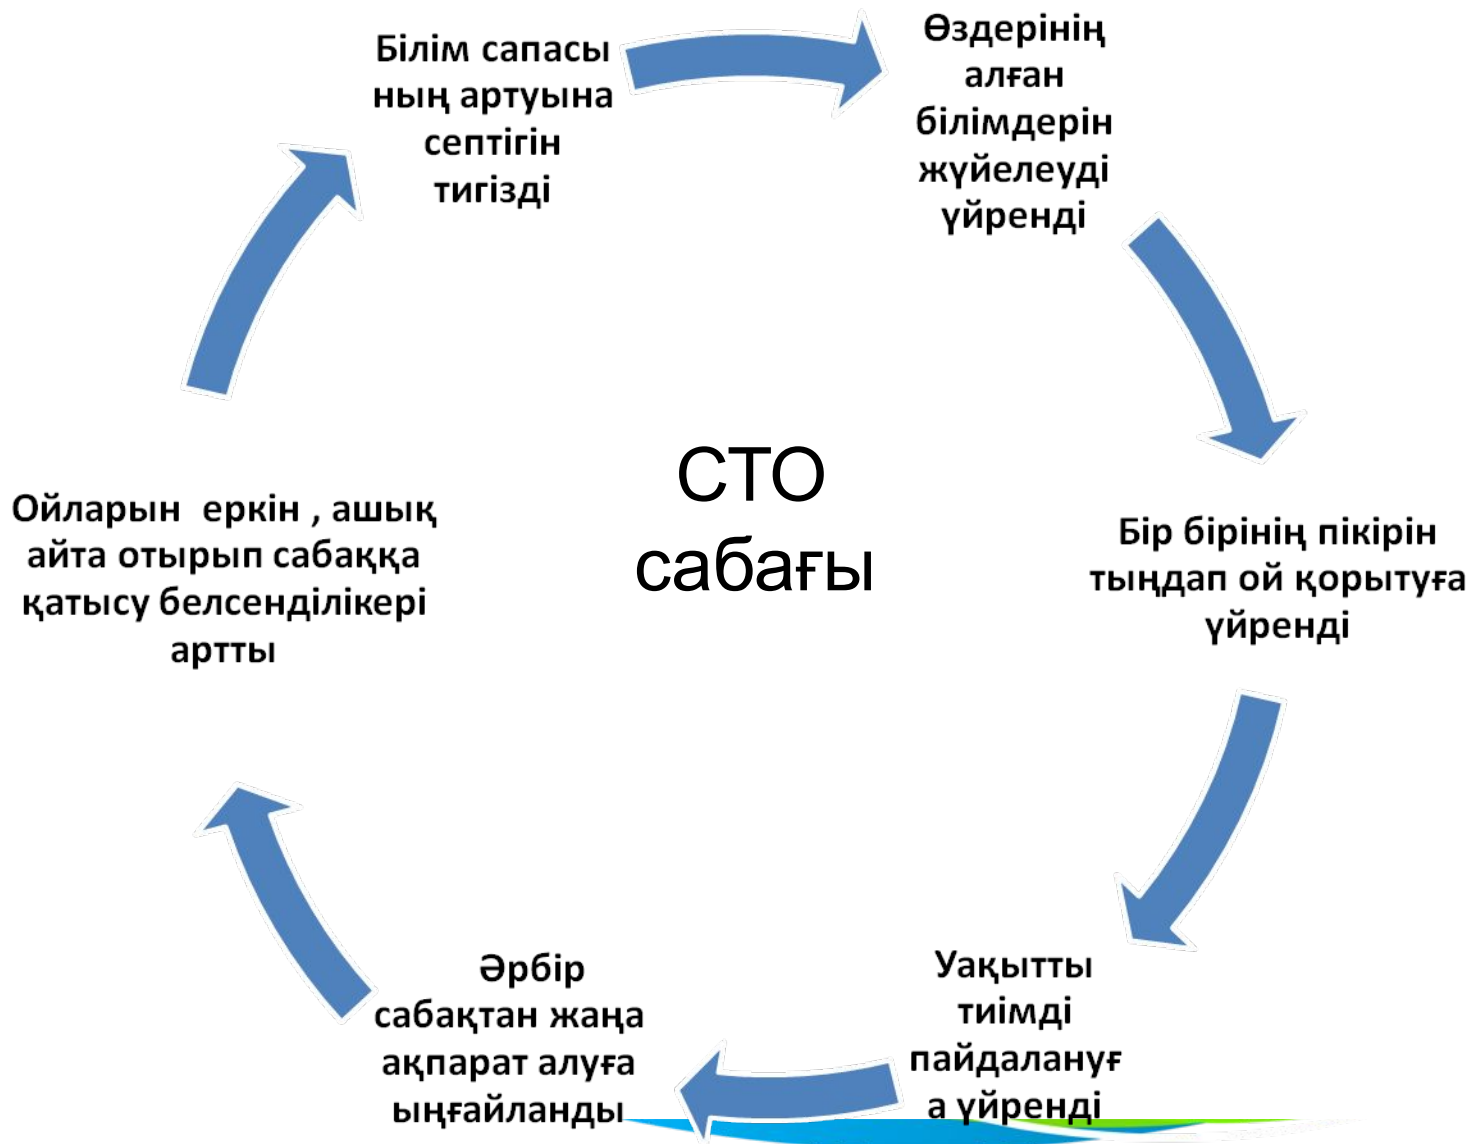 Білім сапасы
ның артуына
септігін
тигізді
Өздерінің
алған
білімдерін
жүйелеуді
үйренді
Бір бірінің пікірін
тыңдап ой қорытуға
үйренді
Уақытты
тиімді
пайдалануғ
а үйренді
Әрбір
сабақтан жаңа
ақпарат алуға
ыңғайланды
Ойларын  еркін , ашық
айта отырып сабаққа
қатысу белсенділікері
артты
СТО
сабағы